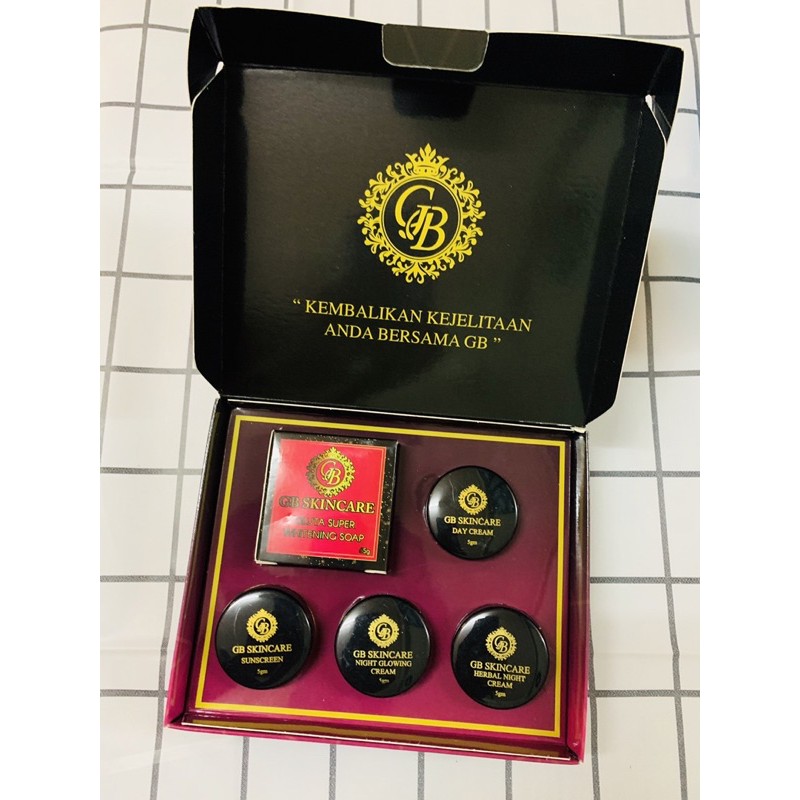 GB
“ KEMBALIKAN KEJELITAAN
ANDA BERSAMA GB ”
GB
GB SKINCARE
SUPER
WHITENING SOAP
GB
GB SKINCARE
DAY CREAM
5gm
GB
GB SKINCARE
SUNSCREEN
5gm
GB
GB SKINCARE
NIGHT GLOWING
CREAM
5gm
GB
GB SKINCARE
HERBAL NIGHT
CREAM
5gm